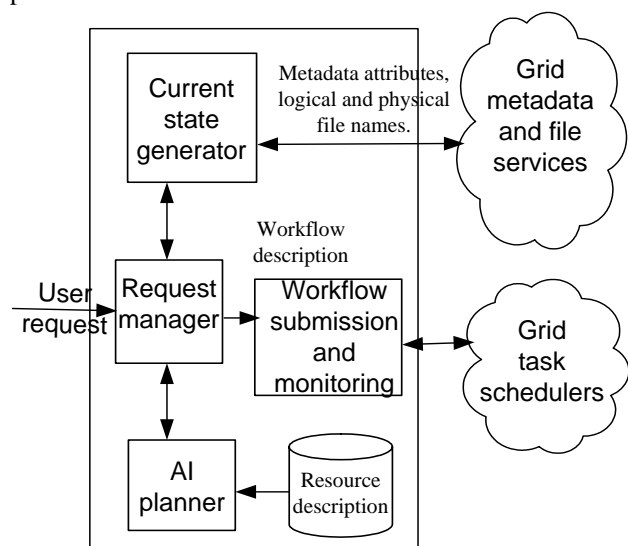 Current
state
generator
Metadata attributes,
logical and physical
file names.
Grid
metadata
and file
services
User
request
Request
manager
Workflow
description
Workflow
submission
and
monitoring
Grid
task
schedulers
AI
planner
Resource
description